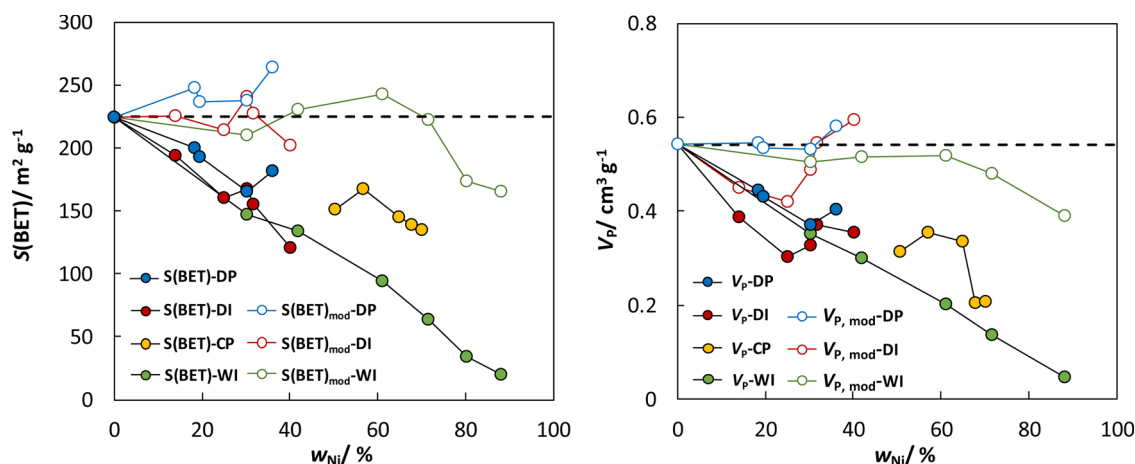 300
250
200
150
100
50
0
S(BET)/ m² g⁻¹
S(BET)-DP
S(BET)-DI
S(BET)-CP
S(BET)-WI
S(BET)mod-DP
S(BET)mod-DI
S(BET)mod-WI
0 20 40 60 80 100
wNi/ %
0.8
0.6
0.4
0.2
0
VP/ cm³ g⁻¹
VP-DP
VP-DI
VP-CP
VP-WI
VP, mod-DP
VP, mod-DI
VP, mod-WI
0 20 40 60 80 100
wNi/ %